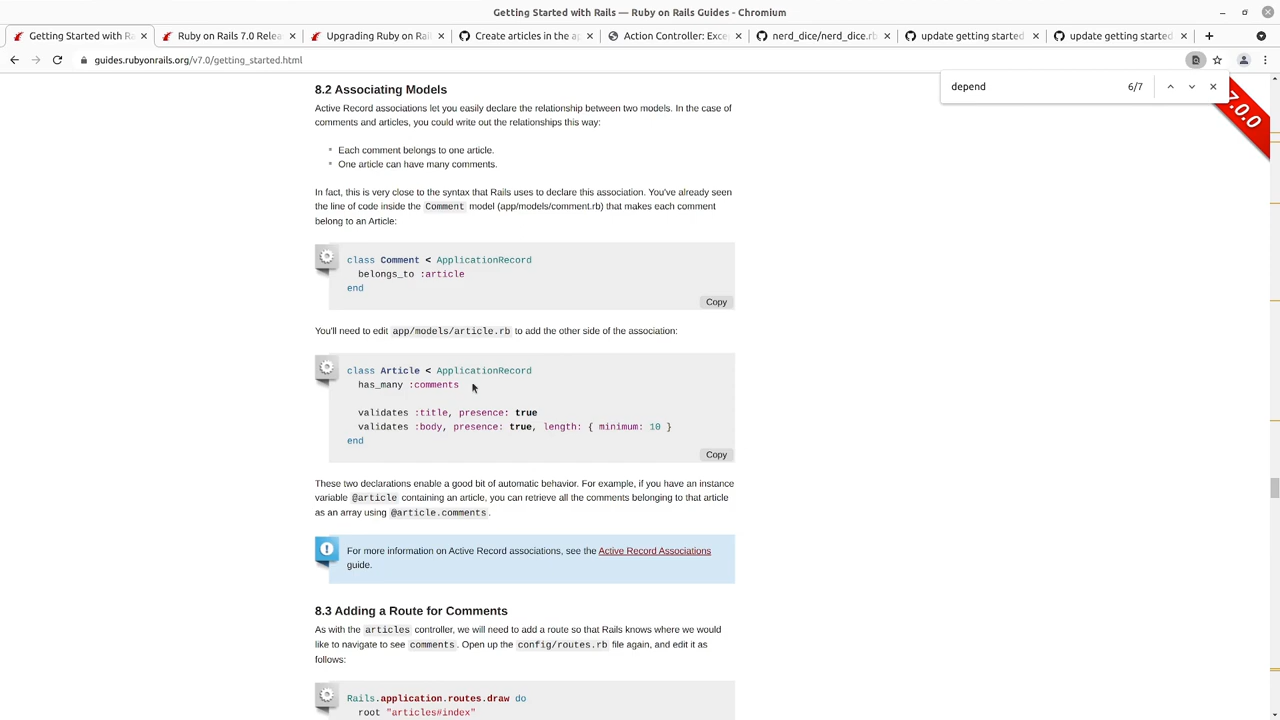 Getting Started with Rails — Ruby on Rails Guides - Chromium
Getting Started with Ra
Ruby on Rails 7.0 Relea
Upgrading Ruby on Rail
Create articles in the ap
Action Controller: Exce
nerd_dice/nerd_dice.rb
update getting started
update getting started
guides.rubyonrails.org/v7.0/getting_started.html
depend 6/7
7.0.0
8.2 Associating Models
Active Record associations let you easily declare the relationship between two models. In the case of
comments and articles, you could write out the relationships this way:
Each comment belongs to one article.
One article can have many comments.
In fact, this is very close to the syntax that Rails uses to declare this association. You've already seen
the line of code inside the Comment model (app/models/comment.rb) that makes each comment
belong to an Article:
class Comment < ApplicationRecord
belongs_to :article
end
Copy
You'll need to edit app/models/article.rb to add the other side of the association:
class Article < ApplicationRecord
has_many :comments
validates :title, presence: true
validates :body, presence: true, length: { minimum: 10 }
end
Copy
These two declarations enable a good bit of automatic behavior. For example, if you have an instance
variable @article containing an article, you can retrieve all the comments belonging to that article
as an array using @article.comments.
For more information on Active Record associations, see the Active Record Associations
guide.
8.3 Adding a Route for Comments
As with the articles controller, we will need to add a route so that Rails knows where we would
like to navigate to see comments. Open up the config/routes.rb file again, and edit it as
follows:
Rails.application.routes.draw do
root "articles#index"